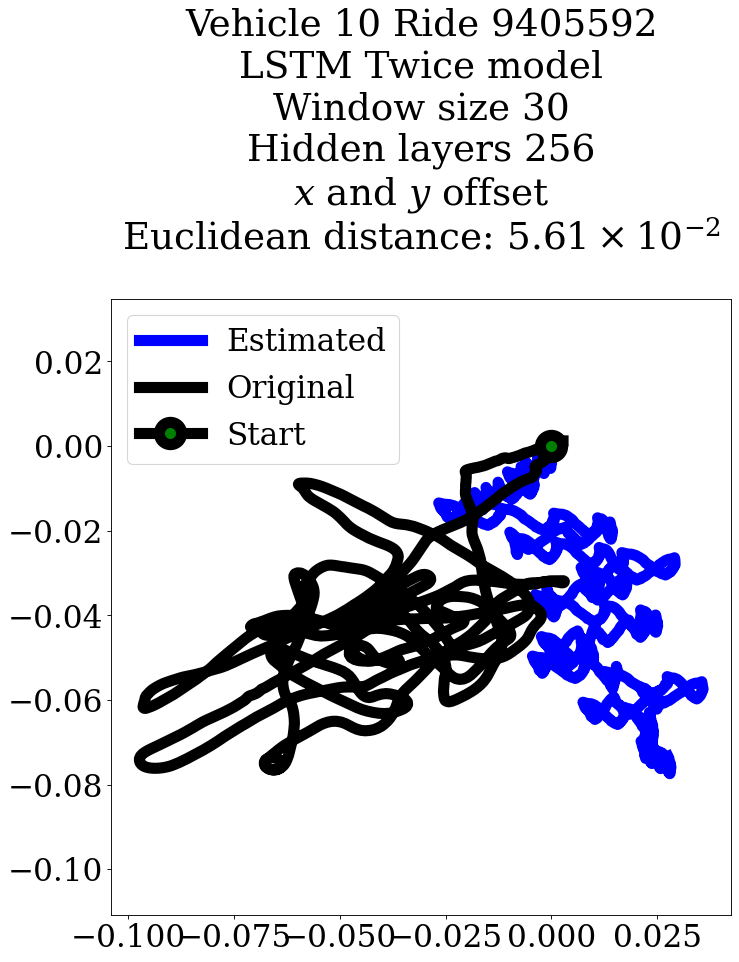 Vehicle 10 Ride 9405592
LSTM Twice model
Window size 30
Hidden layers 256
x and y offset
Euclidean distance: 5.61 × 10⁻²
Estimated
Original
Start
0.02
0.00
−0.02
−0.04
−0.06
−0.08
−0.10
−0.100 −0.075 −0.050 −0.025 0.000 0.025